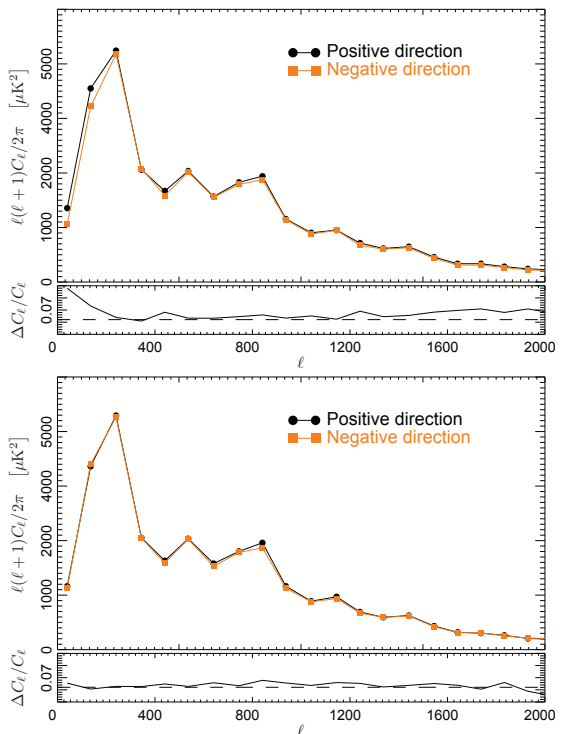 Positive direction
Negative direction
ℓ(ℓ+1)C_ℓ/2π [μK²]
0 1000 2000 4000 5000
ΔC_ℓ/C_ℓ
0.07
0 400 800 1200 1600 2000
ℓ
Positive direction
Negative direction
ℓ(ℓ+1)C_ℓ/2π [μK²]
0 1000 2000 4000 5000
ΔC_ℓ/C_ℓ
0.07
0 400 800 1200 1600 2000
ℓ